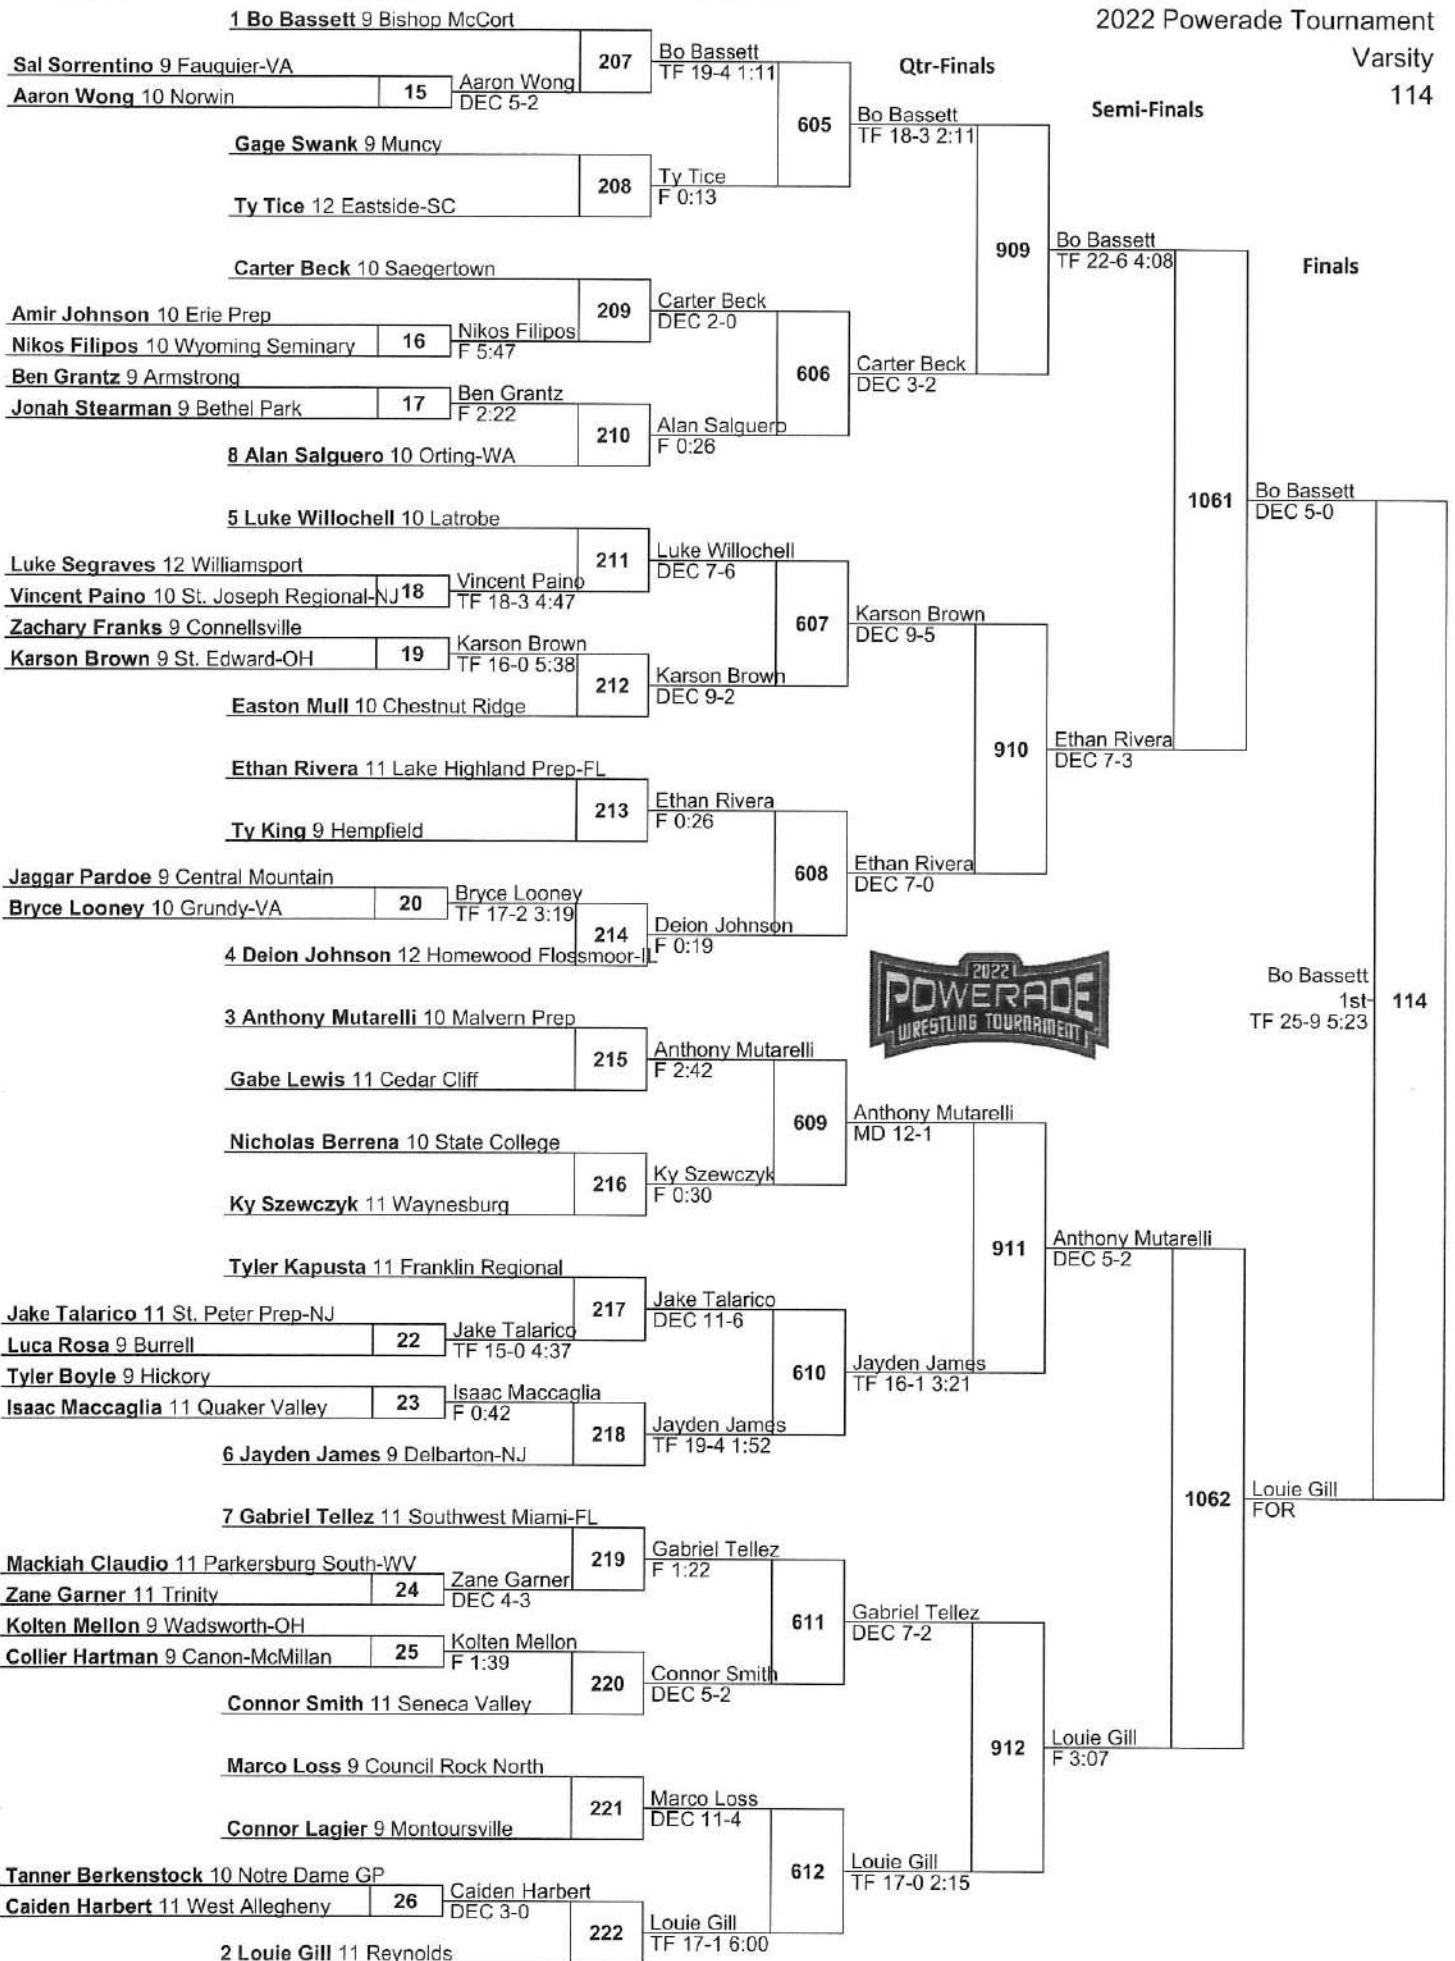 2022 Powerade Tournament
Varsity
114
Qtr-Finals
Semi-Finals
Finals
1 Bo Bassett 9 Bishop McCort
Sal Sorrentino 9 Fauquier-VA
Aaron Wong 10 Norwin
15
Aaron Wong
DEC 5-2
207
Bo Bassett
TF 19-4 1:11
Gage Swank 9 Muncy
Ty Tice 12 Eastside-SC
208
Ty Tice
F 0:13
605
Bo Bassett
TF 18-3 2:11
Carter Beck 10 Saegertown
Amir Johnson 10 Erie Prep
Nikos Filipos 10 Wyoming Seminary
16
Nikos Filipos
F 5:47
209
Carter Beck
DEC 2-0
Ben Grantz 9 Armstrong
Jonah Stearman 9 Bethel Park
17
Ben Grantz
F 2:22
8 Alan Salguero 10 Orting-WA
210
Alan Salguero
F 0:26
606
Carter Beck
DEC 3-2
909
Bo Bassett
TF 22-6 4:08
5 Luke Willochell 10 Latrobe
Luke Segraves 12 Williamsport
Vincent Paino 10 St. Joseph Regional-NJ
18
Vincent Paino
TF 18-3 4:47
211
Luke Willochell
DEC 7-6
Zachary Franks 9 Connellsville
Karson Brown 9 St. Edward-OH
19
Karson Brown
TF 16-0 5:38
Easton Mull 10 Chestnut Ridge
212
Karson Brown
DEC 9-2
607
Karson Brown
DEC 9-5
Ethan Rivera 11 Lake Highland Prep-FL
Ty King 9 Hempfield
213
Ethan Rivera
F 0:26
Jaggar Pardoe 9 Central Mountain
Bryce Looney 10 Grundy-VA
20
Bryce Looney
TF 17-2 3:19
4 Deion Johnson 12 Homewood Flossmoor-IL
214
Deion Johnson
F 0:19
608
Ethan Rivera
DEC 7-0
910
Ethan Rivera
DEC 7-3
1061
Bo Bassett
DEC 5-0
2022
POWERADE
WRESTLING TOURNAMENT
Bo Bassett
1st
TF 25-9 5:23
114
3 Anthony Mutarelli 10 Malvern Prep
Gabe Lewis 11 Cedar Cliff
215
Anthony Mutarelli
F 2:42
Nicholas Berrena 10 State College
Ky Szewczyk 11 Waynesburg
216
Ky Szewczyk
F 0:30
609
Anthony Mutarelli
MD 12-1
Tyler Kapusta 11 Franklin Regional
Jake Talarico 11 St. Peter Prep-NJ
Luca Rosa 9 Burrell
22
Jake Talarico
TF 15-0 4:37
217
Jake Talarico
DEC 11-6
Tyler Boyle 9 Hickory
Isaac Maccaglia 11 Quaker Valley
23
Isaac Maccaglia
F 0:42
6 Jayden James 9 Delbarton-NJ
218
Jayden James
TF 19-4 1:52
610
Jayden James
TF 16-1 3:21
911
Anthony Mutarelli
DEC 5-2
7 Gabriel Tellez 11 Southwest Miami-FL
Mackiah Claudio 11 Parkersburg South-WV
Zane Garner 11 Trinity
24
Zane Garner
DEC 4-3
219
Gabriel Tellez
F 1:22
Kolten Mellon 9 Wadsworth-OH
Collier Hartman 9 Canon-McMillan
25
Kolten Mellon
F 1:39
Connor Smith 11 Seneca Valley
220
Connor Smith
DEC 5-2
611
Gabriel Tellez
DEC 7-2
Marco Loss 9 Council Rock North
Connor Lagier 9 Montoursville
221
Marco Loss
DEC 11-4
Tanner Berkenstock 10 Notre Dame GP
Caiden Harbert 11 West Allegheny
26
Caiden Harbert
DEC 3-0
2 Louie Gill 11 Reynolds
222
Louie Gill
TF 17-1 6:00
612
Louie Gill
TF 17-0 2:15
912
Louie Gill
F 3:07
1062
Louie Gill
FOR